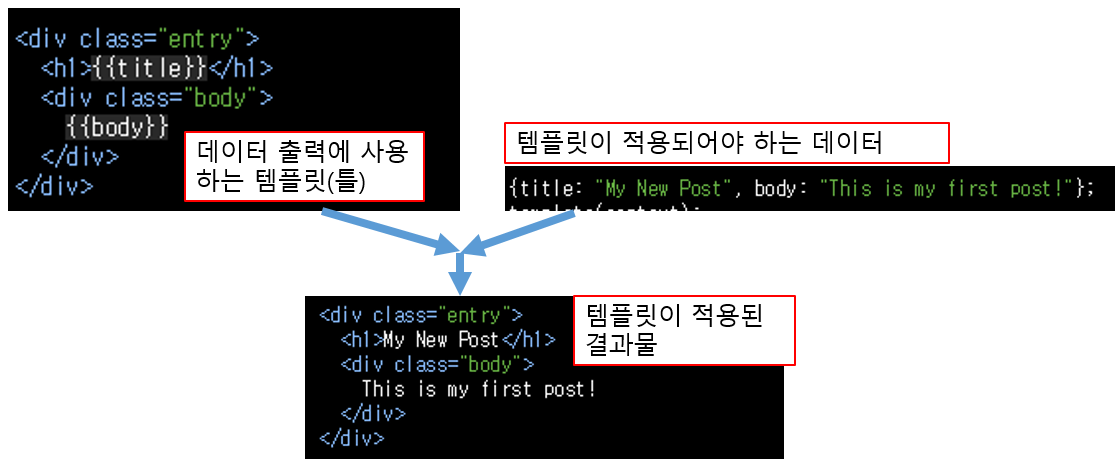 <div class="entry">
<h1>{{title}}</h1>
<div class="body">
{{body}}
</div>
</div>
데이터 출력에 사용
하는 템플릿(틀)
템플릿이 적용되어야 하는 데이터
{title: "My New Post", body: "This is my first post!"};
template(context);
<div class="entry">
<h1>My New Post</h1>
<div class="body">
This is my first post!
</div>
</div>
템플릿이 적용된
결과물